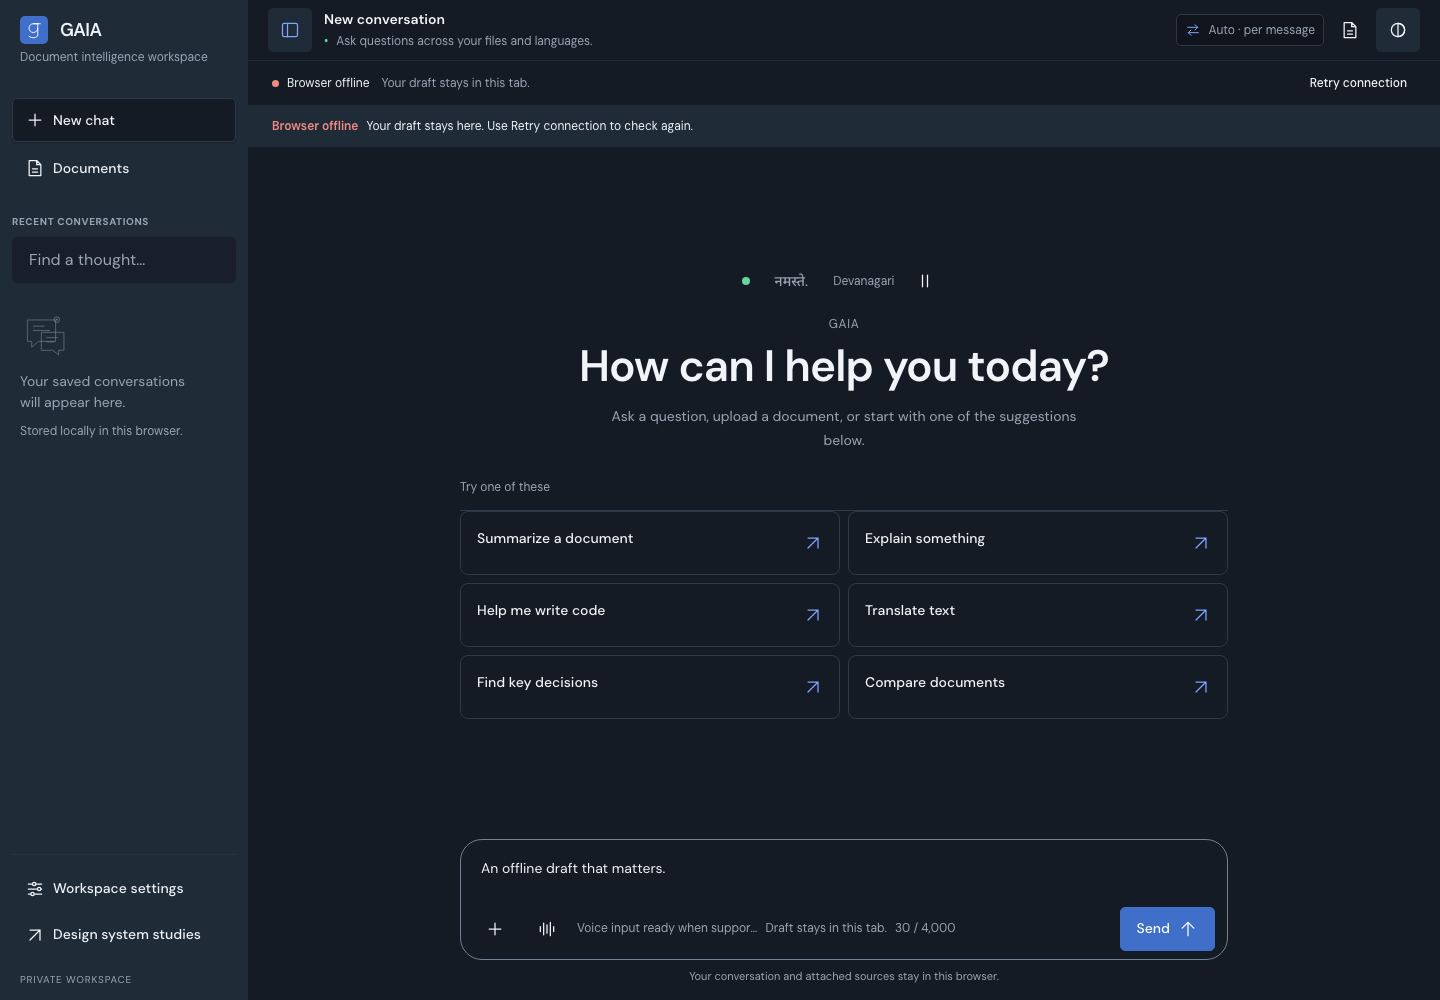 GAIA
Document intelligence workspace
New chat
Documents
RECENT CONVERSATIONS
Find a thought...
Your saved conversations
will appear here.
Stored locally in this browser.
Workspace settings
Design system studies
PRIVATE WORKSPACE
New conversation
• Ask questions across your files and languages.
Auto · per message
Browser offline Your draft stays in this tab.
Retry connection
Browser offline Your draft stays here. Use Retry connection to check again.
नमस्ते. Devanagari
GAIA
How can I help you today?
Ask a question, upload a document, or start with one of the suggestions
below.
Try one of these
Summarize a document
Explain something
Help me write code
Translate text
Find key decisions
Compare documents
An offline draft that matters.
Voice input ready when suppor... Draft stays in this tab. 30 / 4,000
Send
Your conversation and attached sources stay in this browser.